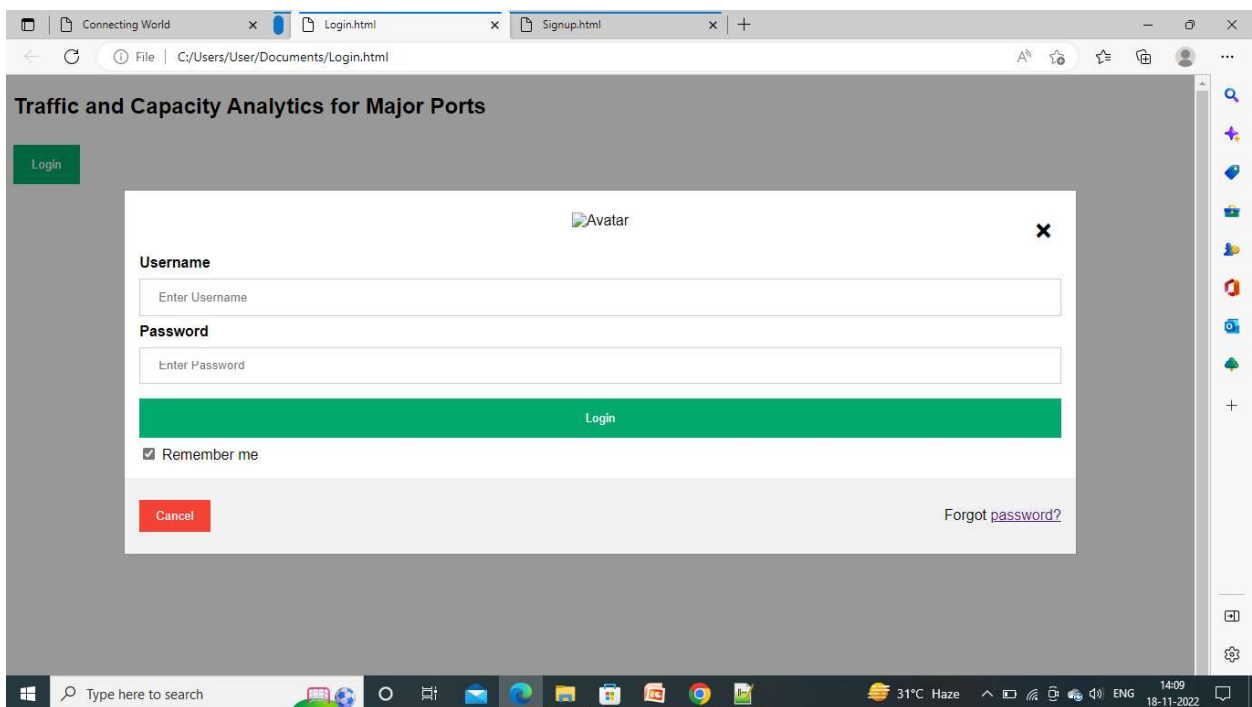 Connecting World
Login.html
Signup.html
File
C:/Users/User/Documents/Login.html
Traffic and Capacity Analytics for Major Ports
Login
Avatar
Username
Enter Username
Password
Enter Password
Login
Remember me
Cancel
Forgot password?
Type here to search
31°C Haze
ENG
14:09
18-11-2022